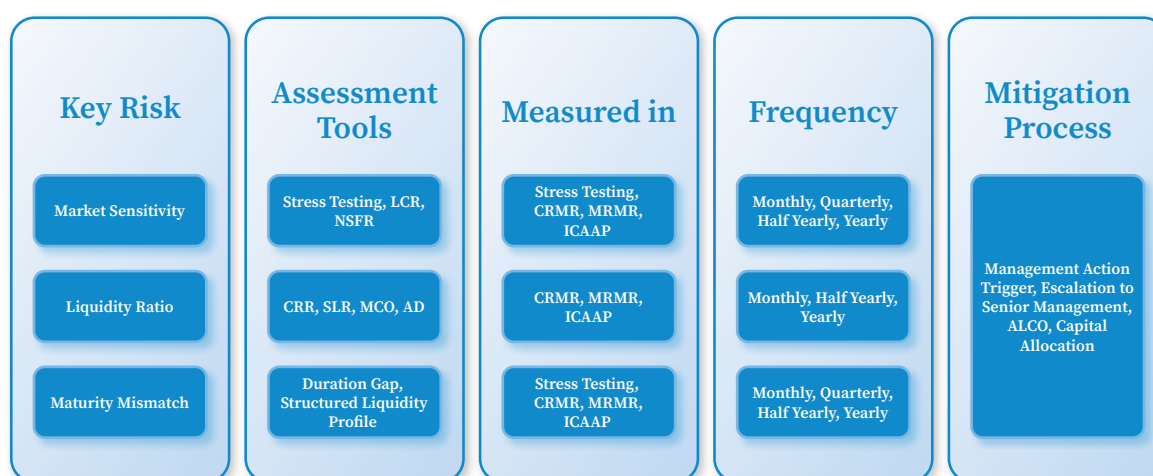 Key Risk
Market Sensitivity
Liquidity Ratio
Maturity Mismatch
Assessment
Tools
Stress Testing, LCR,
NSFR
CRR, SLR, MCO, AD
Duration Gap,
Structured Liquidity
Profile
Measured in
Stress Testing,
CRMR, MRMR,
ICAAP
CRMR, MRMR,
ICAAP
Stress Testing,
CRMR, MRMR,
ICAAP
Frequency
Monthly, Quarterly,
Half Yearly, Yearly
Monthly, Half Yearly,
Yearly
Monthly, Quarterly,
Half Yearly, Yearly
Mitigation
Process
Management Action
Trigger, Escalation to
Senior Management,
ALCO, Capital
Allocation